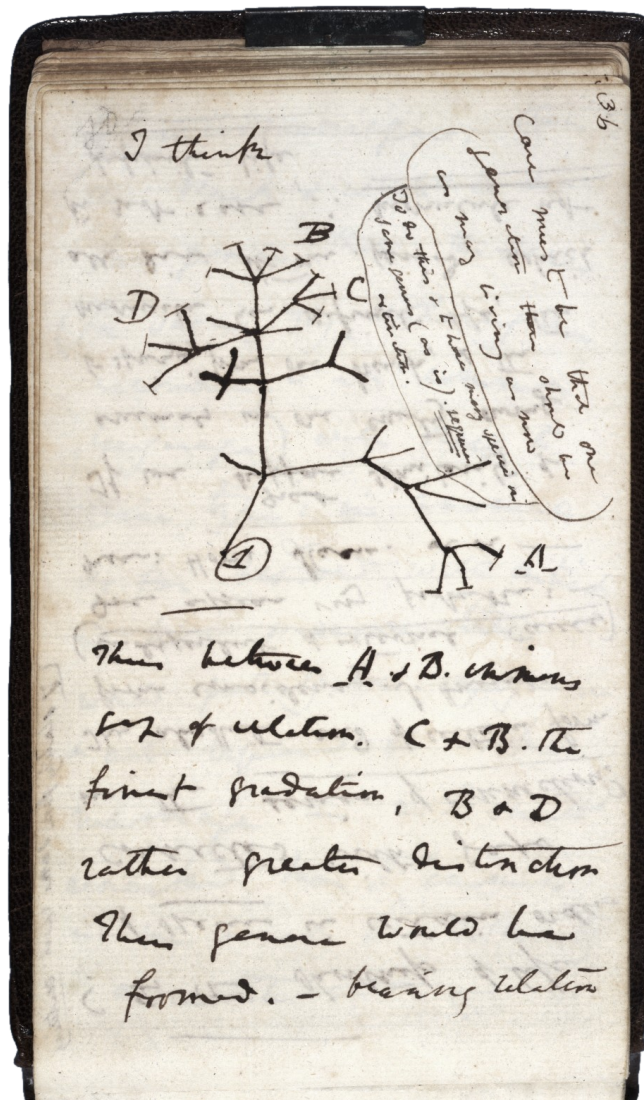 36
I think
Case must be that one
generation then should be
as many living as now
To do this & to have many species in
same genus (as is). requires
extinction.
B
C
D
A
1
Thus between A & B. immens
gap of relation. C & B. The
finest gradation, B & D
rather greater distinction
Thus genera would be
formed. — bearing relation